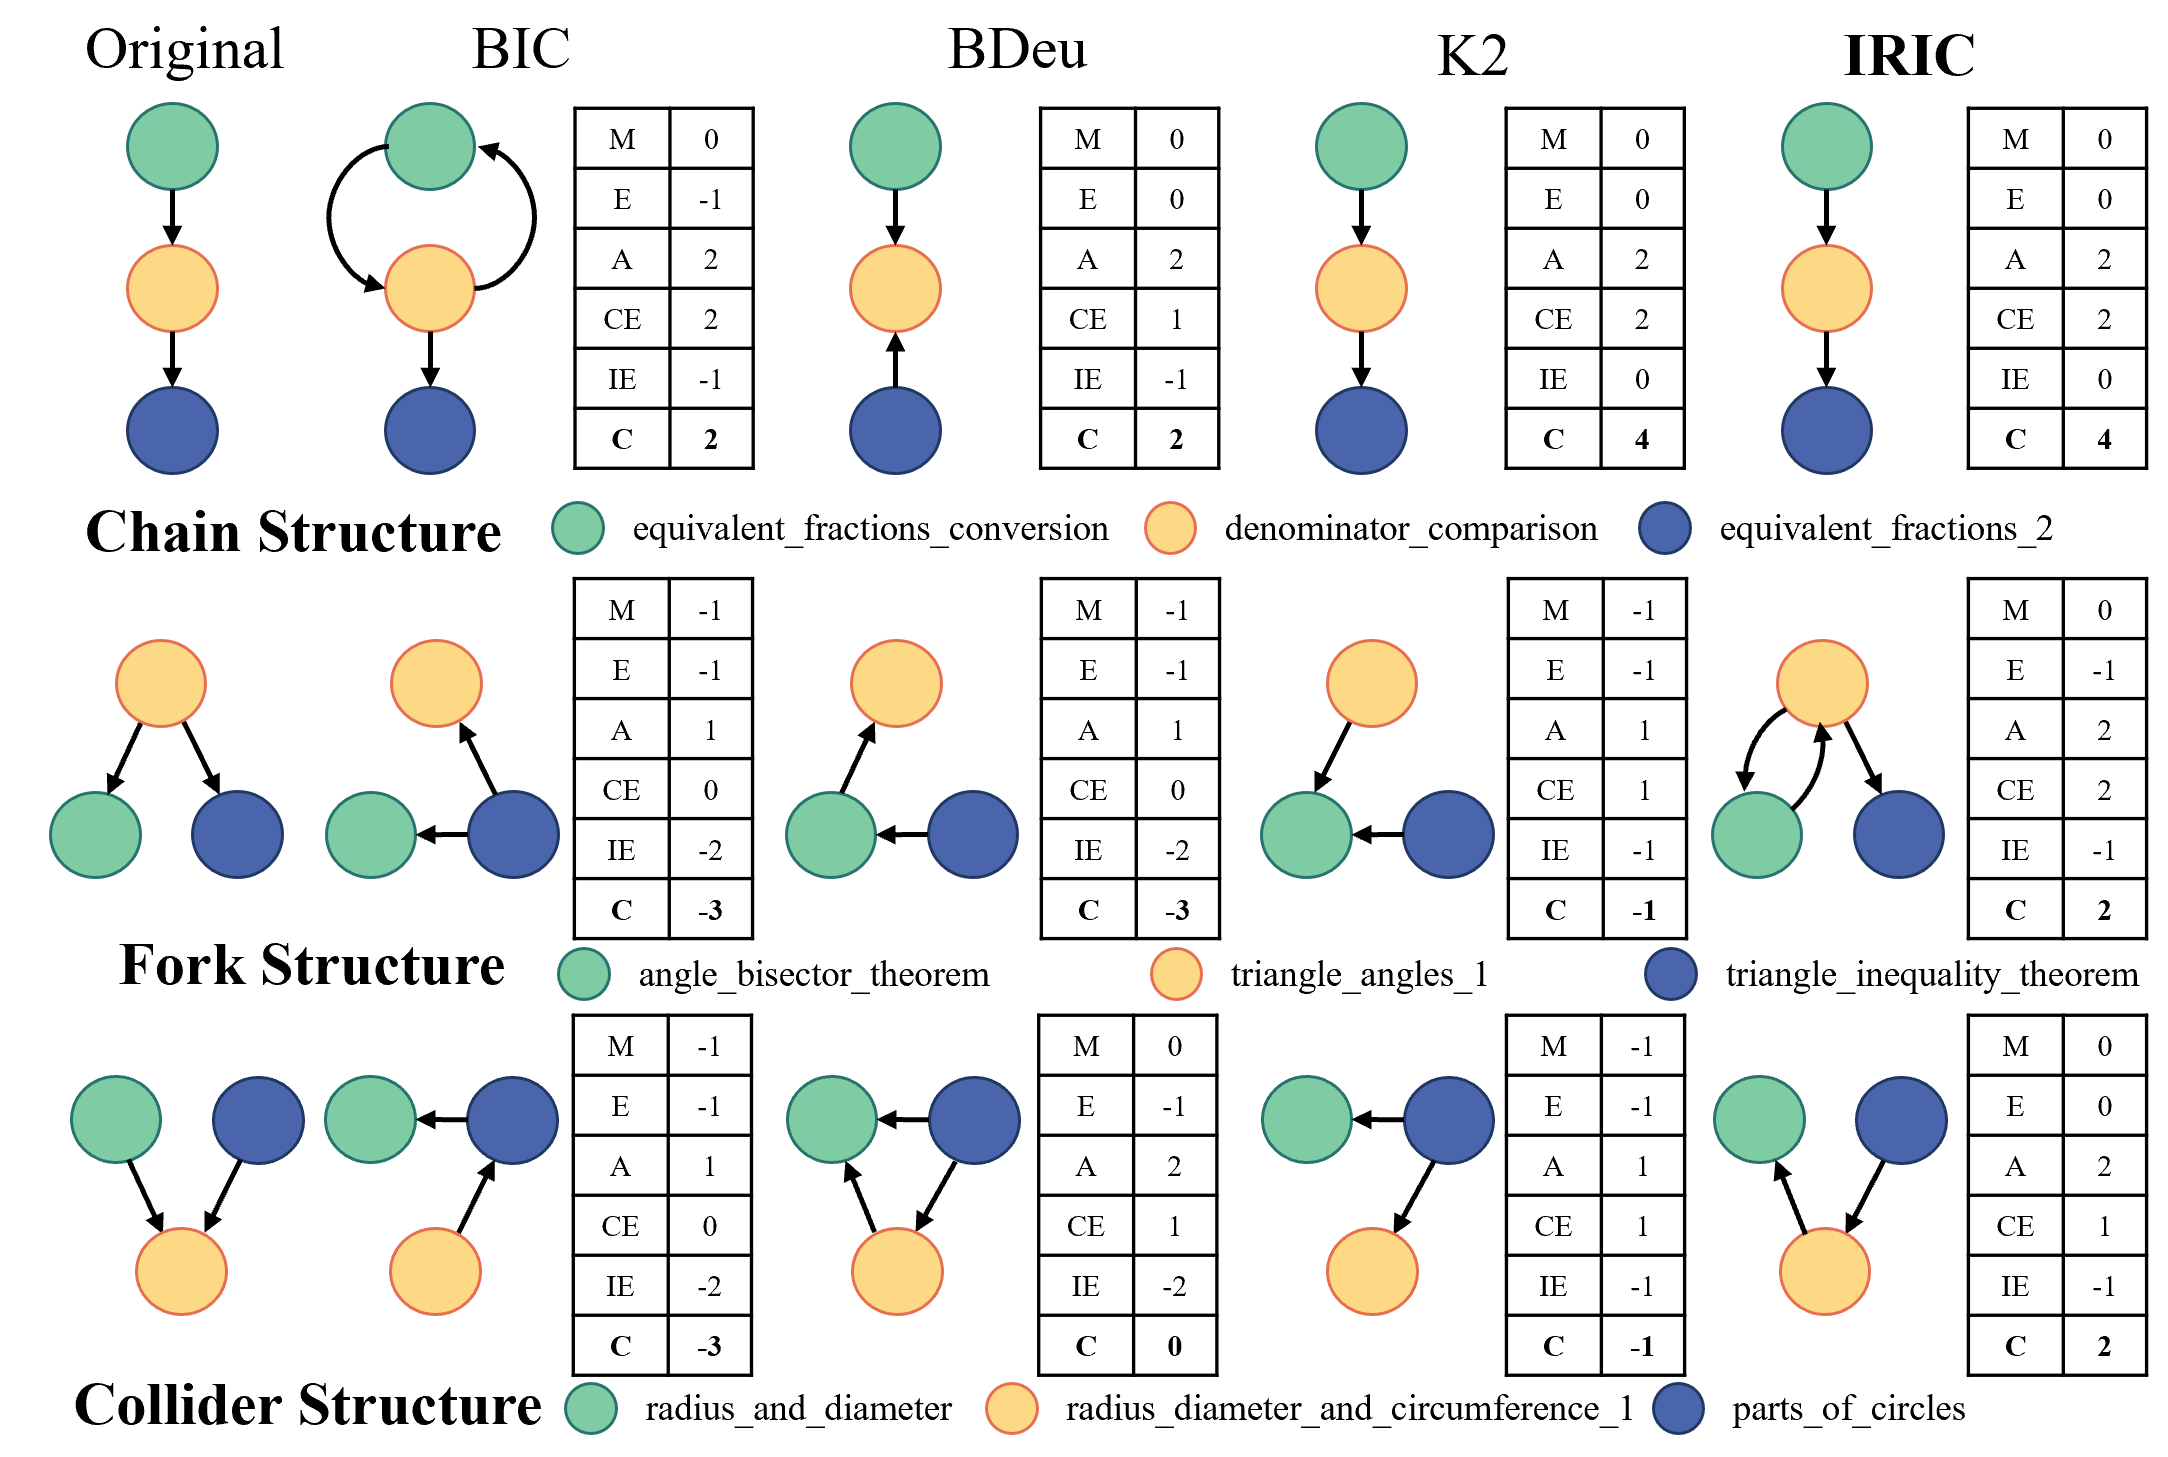 Original BIC BDeu K2 IRIC
M 0 M 0 M 0 M 0
E -1 E 0 E 0 E 0
A 2 A 2 A 2 A 2
CE 2 CE 1 CE 2 CE 2
IE -1 IE -1 IE 0 IE 0
C 2 C 2 C 4 C 4
Chain Structure equivalent_fractions_conversion denominator_comparison equivalent_fractions_2
M -1 M -1 M -1 M 0
E -1 E -1 E -1 E -1
A 1 A 1 A 1 A 2
CE 0 CE 0 CE 1 CE 2
IE -2 IE -2 IE -1 IE -1
C -3 C -3 C -1 C 2
Fork Structure angle_bisector_theorem triangle_angles_1 triangle_inequality_theorem
M -1 M 0 M -1 M 0
E -1 E -1 E -1 E 0
A 1 A 2 A 1 A 2
CE 0 CE 1 CE 1 CE 1
IE -2 IE -2 IE -1 IE -1
C -3 C 0 C -1 C 2
Collider Structure radius_and_diameter radius_diameter_and_circumference_1 parts_of_circles